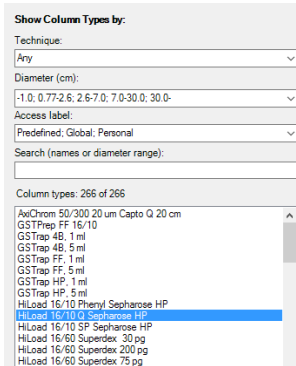 Show Column Types by:
Technique:
Any
Diameter (cm):
-1.0; 0.77-2.6; 2.6-7.0; 7.0-30.0; 30.0-
Access label:
Predefined; Global; Personal
Search (names or diameter range):
Column types: 266 of 266
AxiChrom 50/300 20 um Capto Q 20 cm
GSTPrep FF 16/10
GSTrap 4B, 1 ml
GSTrap 4B, 5 ml
GSTrap FF, 1 ml
GSTrap FF, 5 ml
GSTrap HP, 1 ml
GSTrap HP, 5 ml
HiLoad 16/10 Phenyl Sepharose HP
HiLoad 16/10 Q Sepharose HP
HiLoad 16/10 SP Sepharose HP
HiLoad 16/60 Superdex 30 pg
HiLoad 16/60 Superdex 200 pg
HiLoad 16/60 Superdex 75 pg